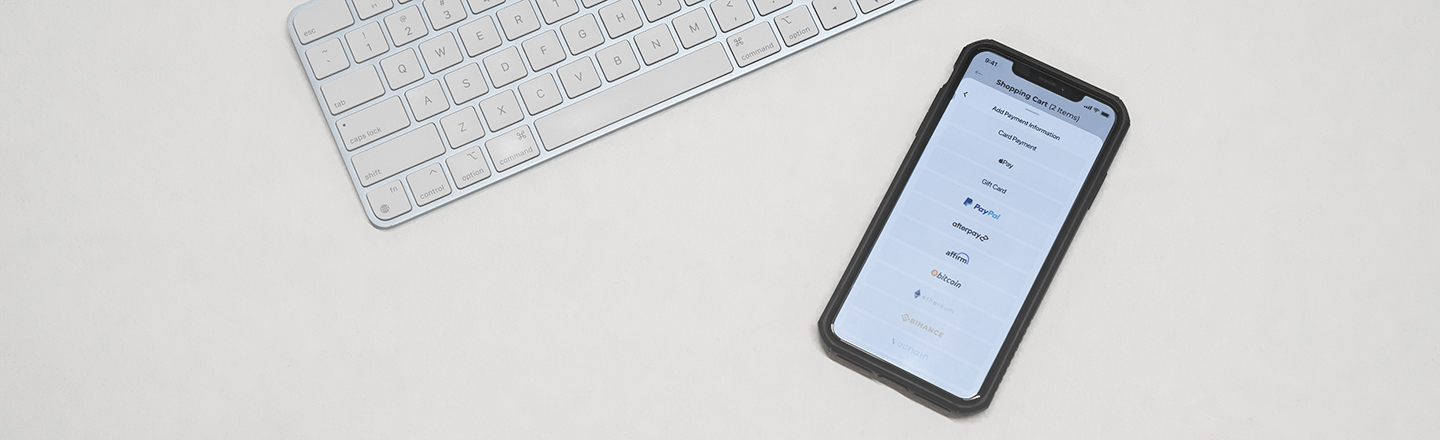 esc
! @ #
~ 1 2 3
`
tab Q W E R T
caps lock A S D F G H J
shift Z X C V B N M < ,
fn control option command command option
9:41
Shopping Cart (2 Items)
Add Payment Information
Card Payment
Pay
Gift Card
PayPal
afterpay
affirm
bitcoin
ethereum
BINANCE
vechain